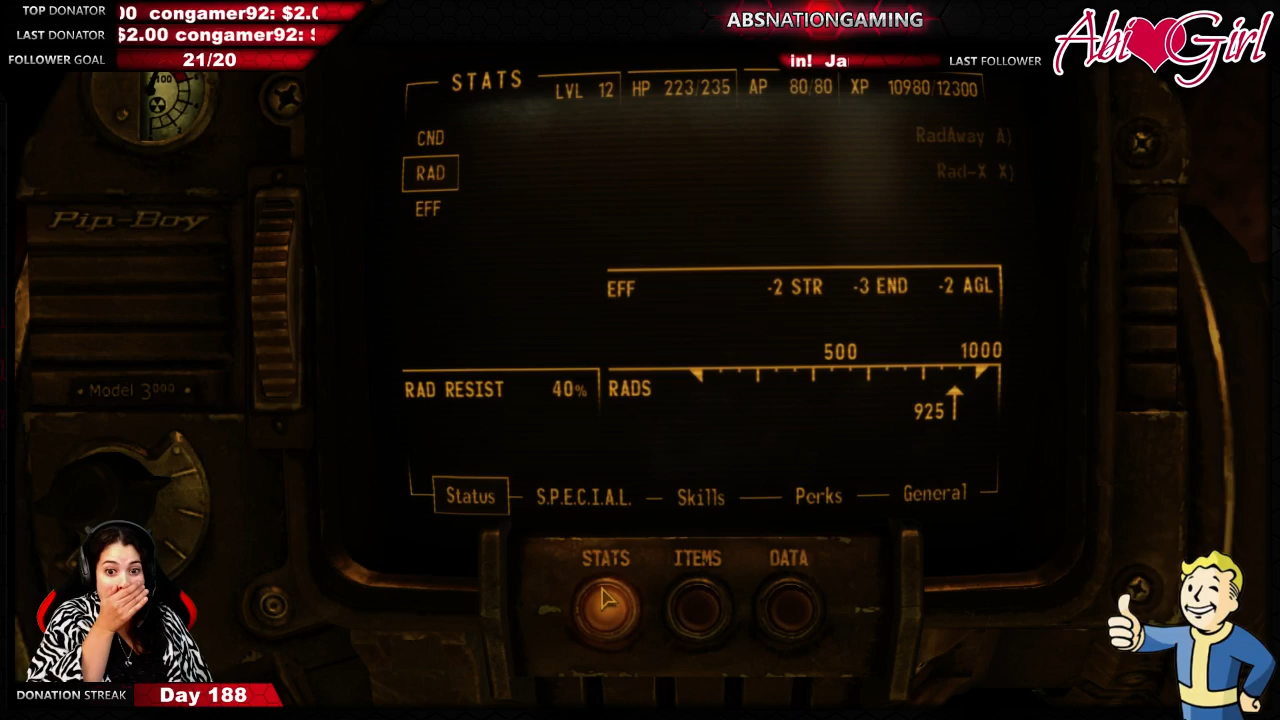 TOP DONATOR
00 congamer92: $2.0
LAST DONATOR
$2.00 congamer92:
FOLLOWER GOAL
21/20
ABSNATIONGAMING
in! Ja
LAST FOLLOWER
Abi Girl
STATS
LVL 12 HP 223/235 AP 80/80 XP 10980/12300
CND
RAD
EFF
RadAway A)
Rad-X X)
Pip-Boy
Model 3000
EFF -2 STR -3 END -2 AGL
500 1000
RAD RESIST 40% RADS
925
Status S.P.E.C.I.A.L. Skills Perks General
STATS ITEMS DATA
DONATION STREAK
Day 188